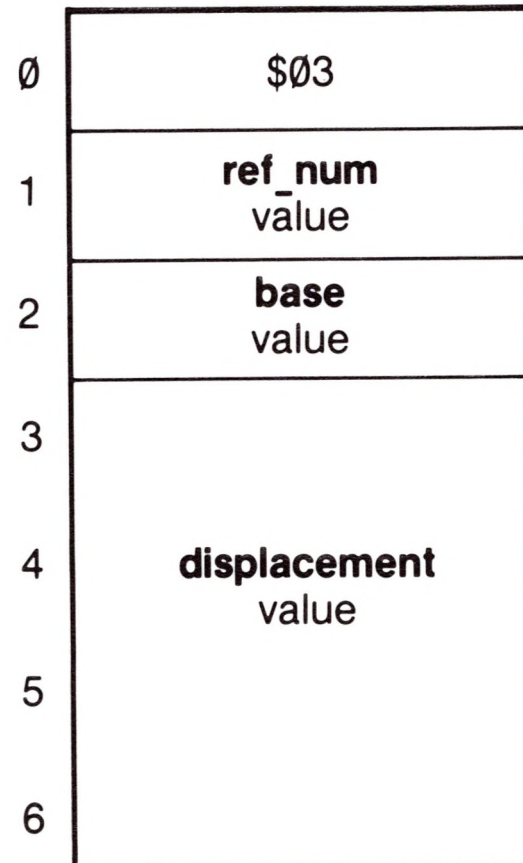 Ø $Ø3
1 ref_num
value
2 base
value
3
4 displacement
value
5
6